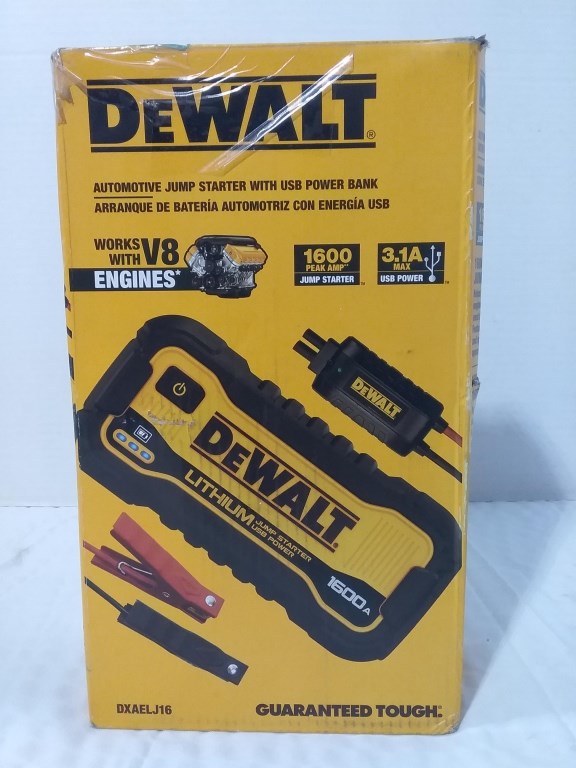 DEWALT®
AUTOMOTIVE JUMP STARTER WITH USB POWER BANK
ARRANQUE DE BATERÍA AUTOMOTRIZ CON ENERGÍA USB
WORKS WITH V8
ENGINES*
1600
PEAK AMP**
JUMP STARTER™
3.1A
MAX
USB POWER™
DEWALT
DEWALT®
LITHIUM JUMP STARTER
USB POWER
1600A
DXAELJ16
GUARANTEED TOUGH.®